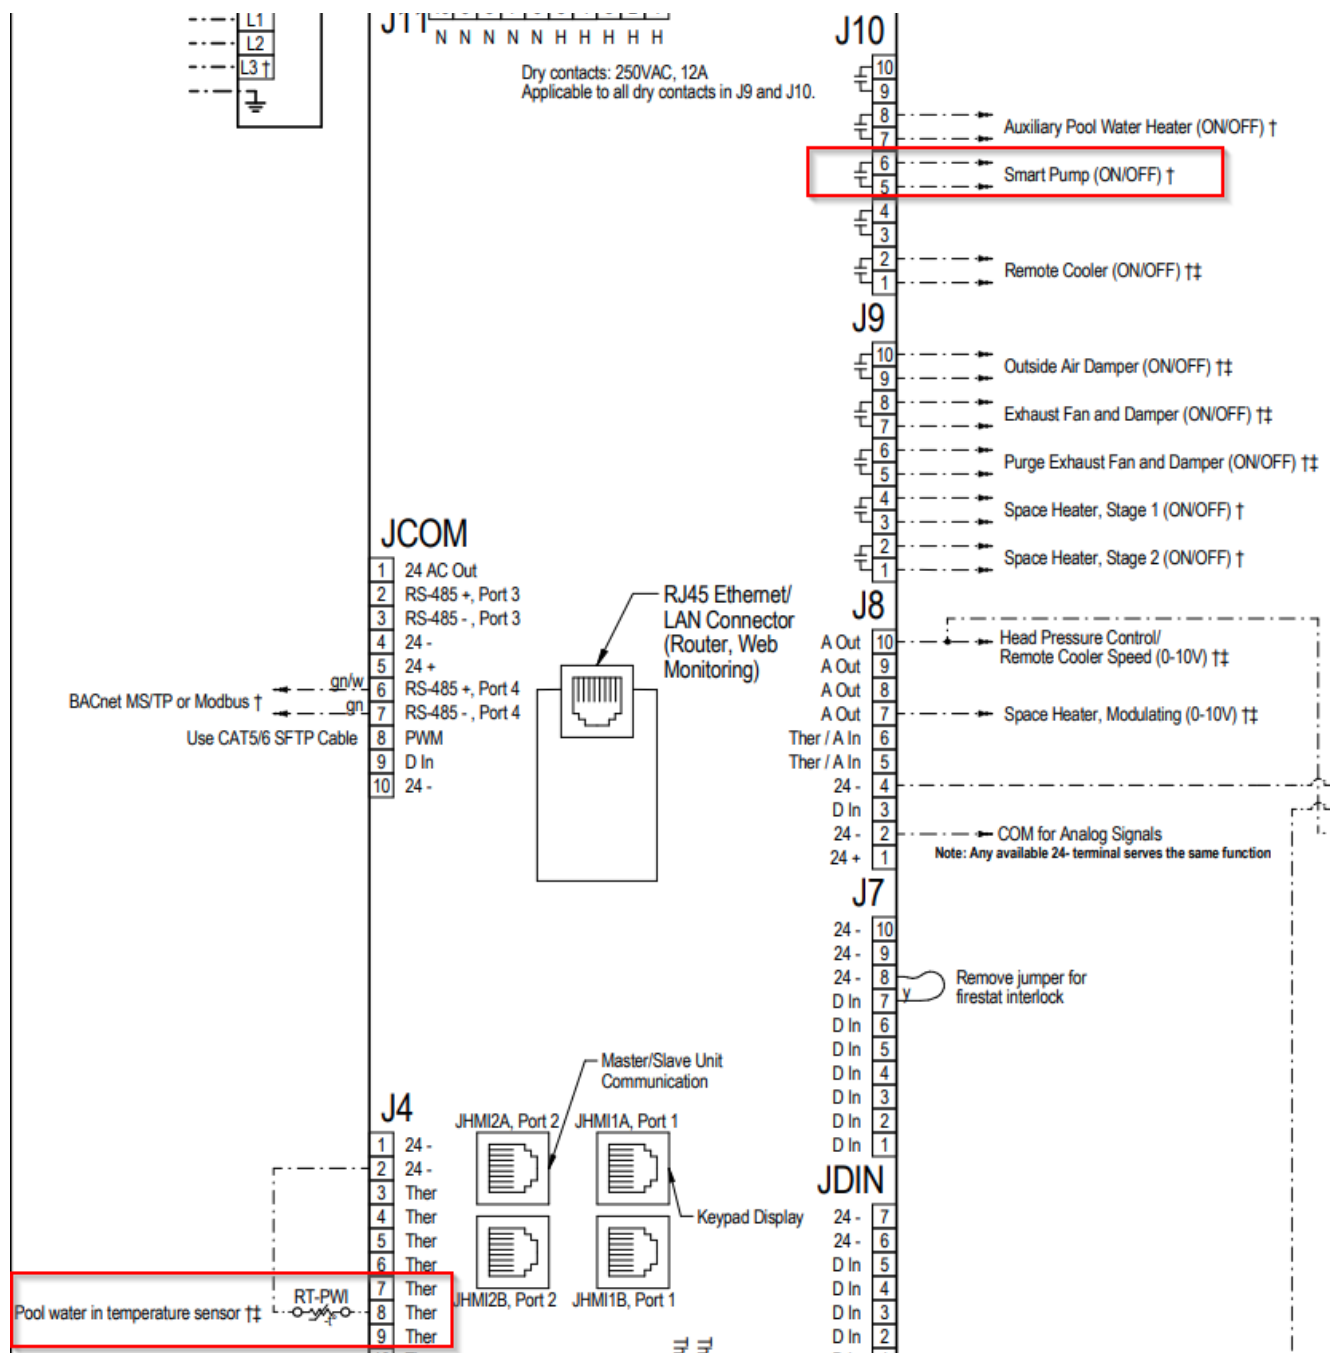 L1
L2
L3 †
J11
N N N N N H H H H H
Dry contacts: 250VAC, 12A
Applicable to all dry contacts in J9 and J10.
J10
10
9
8
7
Auxiliary Pool Water Heater (ON/OFF) †
6
5
Smart Pump (ON/OFF) †
4
3
2
1
Remote Cooler (ON/OFF) †‡
J9
10
9
Outside Air Damper (ON/OFF) †‡
8
7
Exhaust Fan and Damper (ON/OFF) †‡
6
5
Purge Exhaust Fan and Damper (ON/OFF) †‡
4
3
Space Heater, Stage 1 (ON/OFF) †
2
1
Space Heater, Stage 2 (ON/OFF) †
JCOM
1 24 AC Out
2 RS-485 +, Port 3
3 RS-485 - , Port 3
4 24 -
5 24 +
gn/w 6 RS-485 +, Port 4
BACnet MS/TP or Modbus †
gn 7 RS-485 - , Port 4
Use CAT5/6 SFTP Cable 8 PWM
9 D In
10 24 -
RJ45 Ethernet/
LAN Connector
(Router, Web
Monitoring)
J8
A Out 10
Head Pressure Control/
Remote Cooler Speed (0-10V) †‡
A Out 9
A Out 8
A Out 7 Space Heater, Modulating (0-10V) †‡
Ther / A In 6
Ther / A In 5
24 - 4
D In 3
24 - 2 COM for Analog Signals
Note: Any available 24- terminal serves the same function
24 + 1
J7
24 - 10
24 - 9
24 - 8
D In 7 y
Remove jumper for
firestat interlock
D In 6
D In 5
D In 4
D In 3
D In 2
D In 1
Master/Slave Unit
Communication
J4
JHMI2A, Port 2 JHMI1A, Port 1
1 24 -
2 24 -
3 Ther
4 Ther
5 Ther
6 Ther
7 Ther
8 Ther
9 Ther
RT-PWI
Pool water in temperature sensor †‡
Keypad Display
JHMI2B, Port 2 JHMI1B, Port 1
JDIN
24 - 7
24 - 6
D In 5
D In 4
D In 3
D In 2